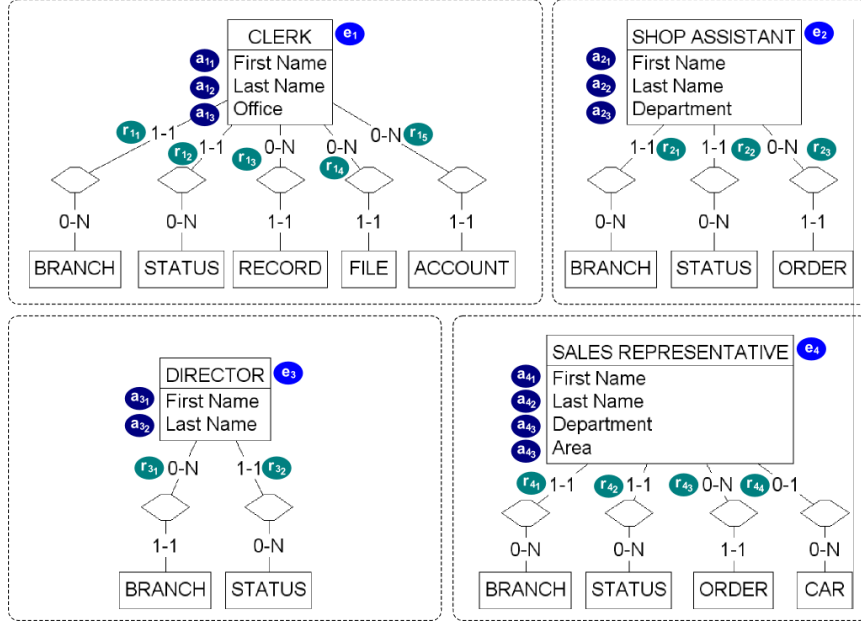 CLERK e1
a11 First Name
a12 Last Name
a13 Office
r11 1-1 r12 1-1 r13 0-N 0-N r14 0-N r15
0-N 0-N 1-1 1-1 1-1
BRANCH STATUS RECORD FILE ACCOUNT
SHOP ASSISTANT e2
a21 First Name
a22 Last Name
a23 Department
1-1 r21 1-1 r22 0-N r23
0-N 0-N 1-1
BRANCH STATUS ORDER
DIRECTOR e3
a31 First Name
a32 Last Name
r31 0-N 1-1 r32
1-1 0-N
BRANCH STATUS
SALES REPRESENTATIVE e4
a41 First Name
a42 Last Name
a43 Department
a43 Area
r41 1-1 r42 1-1 r43 0-N r44 0-1
0-N 0-N 1-1 0-N
BRANCH STATUS ORDER CAR